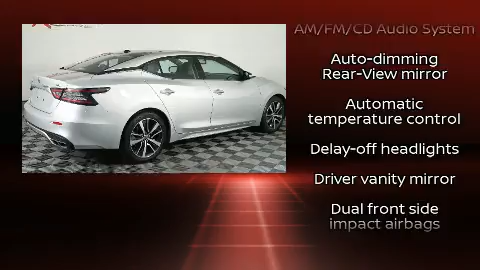 AM/FM/CD Audio System
Auto-dimming
Rear-View mirror
Automatic
temperature control
Delay-off headlights
Driver vanity mirror
Dual front side
impact airbags